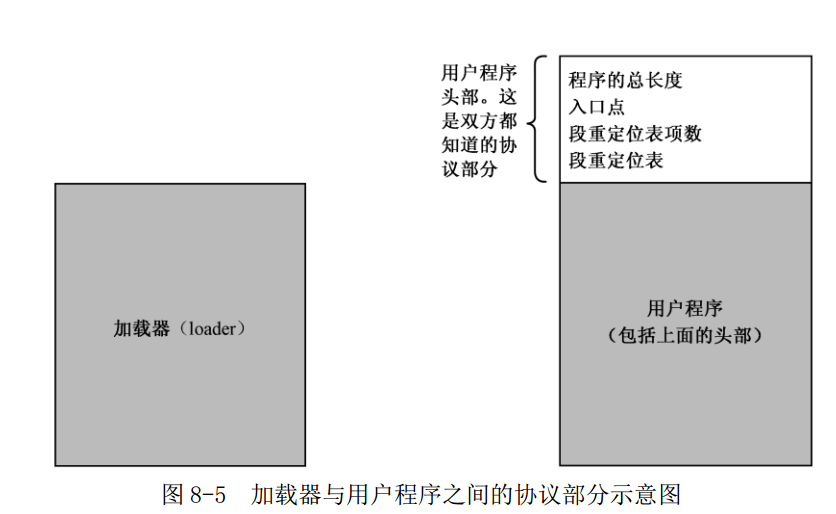 用户程序
头部。这
是双方都
知道的协
议部分
程序的总长度
入口点
段重定位表项数
段重定位表
加载器（loader）
用户程序
（包括上面的头部）
图 8-5 加载器与用户程序之间的协议部分示意图